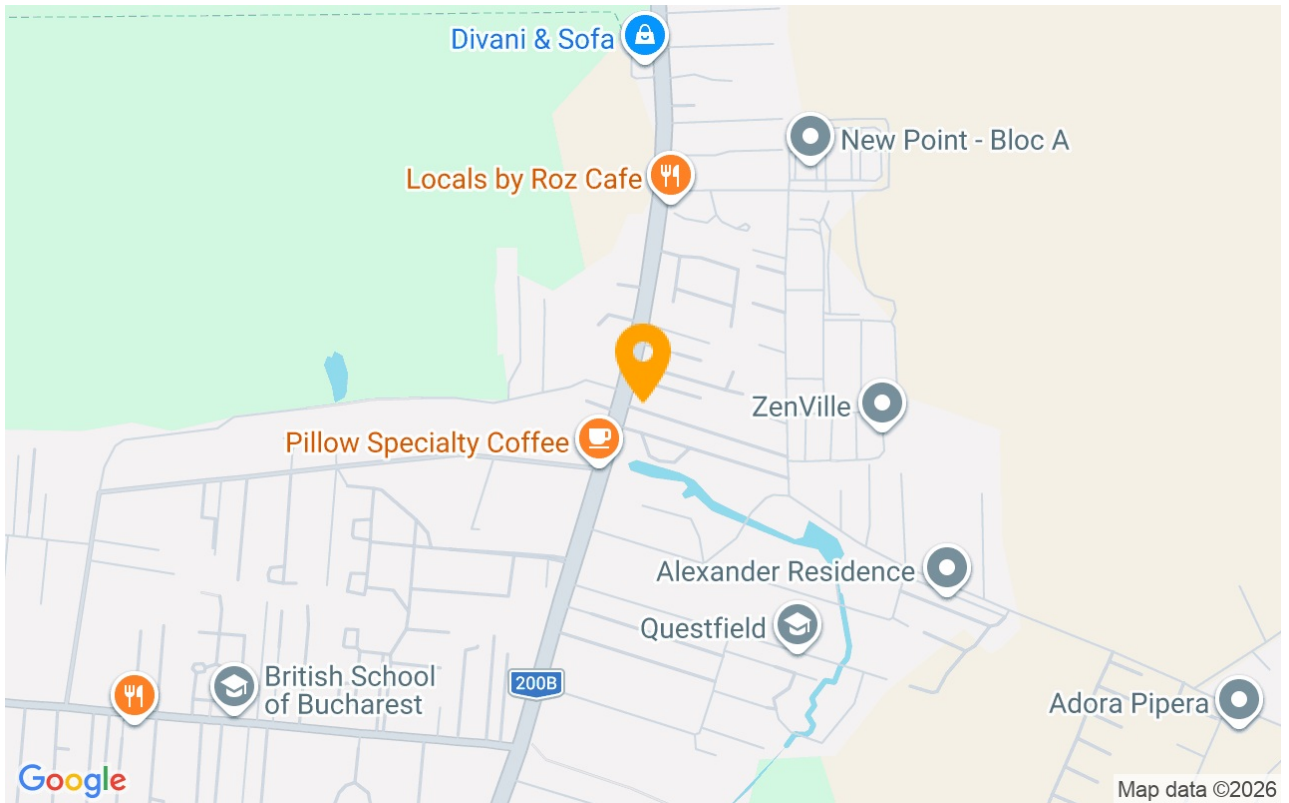 Divani & Sofa
New Point - Bloc A
Locals by Roz Cafe
ZenVille
Pillow Specialty Coffee
Alexander Residence
Questfield
British School
of Bucharest
200B
Adora Pipera
Google
Map data ©2026